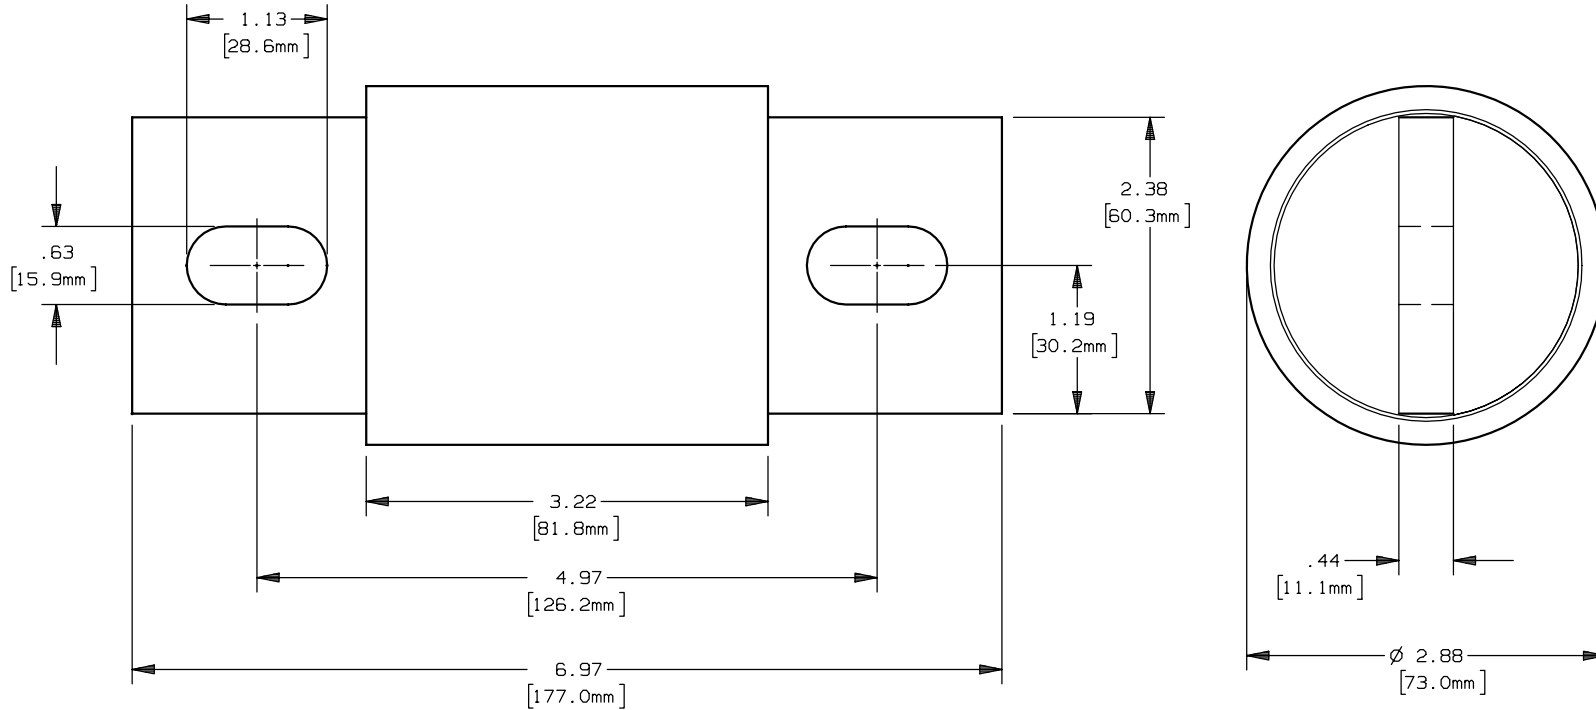 1.13
[28.6mm]
2.38
[60.3mm]
.63
[15.9mm]
1.19
[30.2mm]
3.22
[81.8mm]
.44
[11.1mm]
4.97
[126.2mm]
Ø 2.88
[73.0mm]
6.97
[177.0mm]